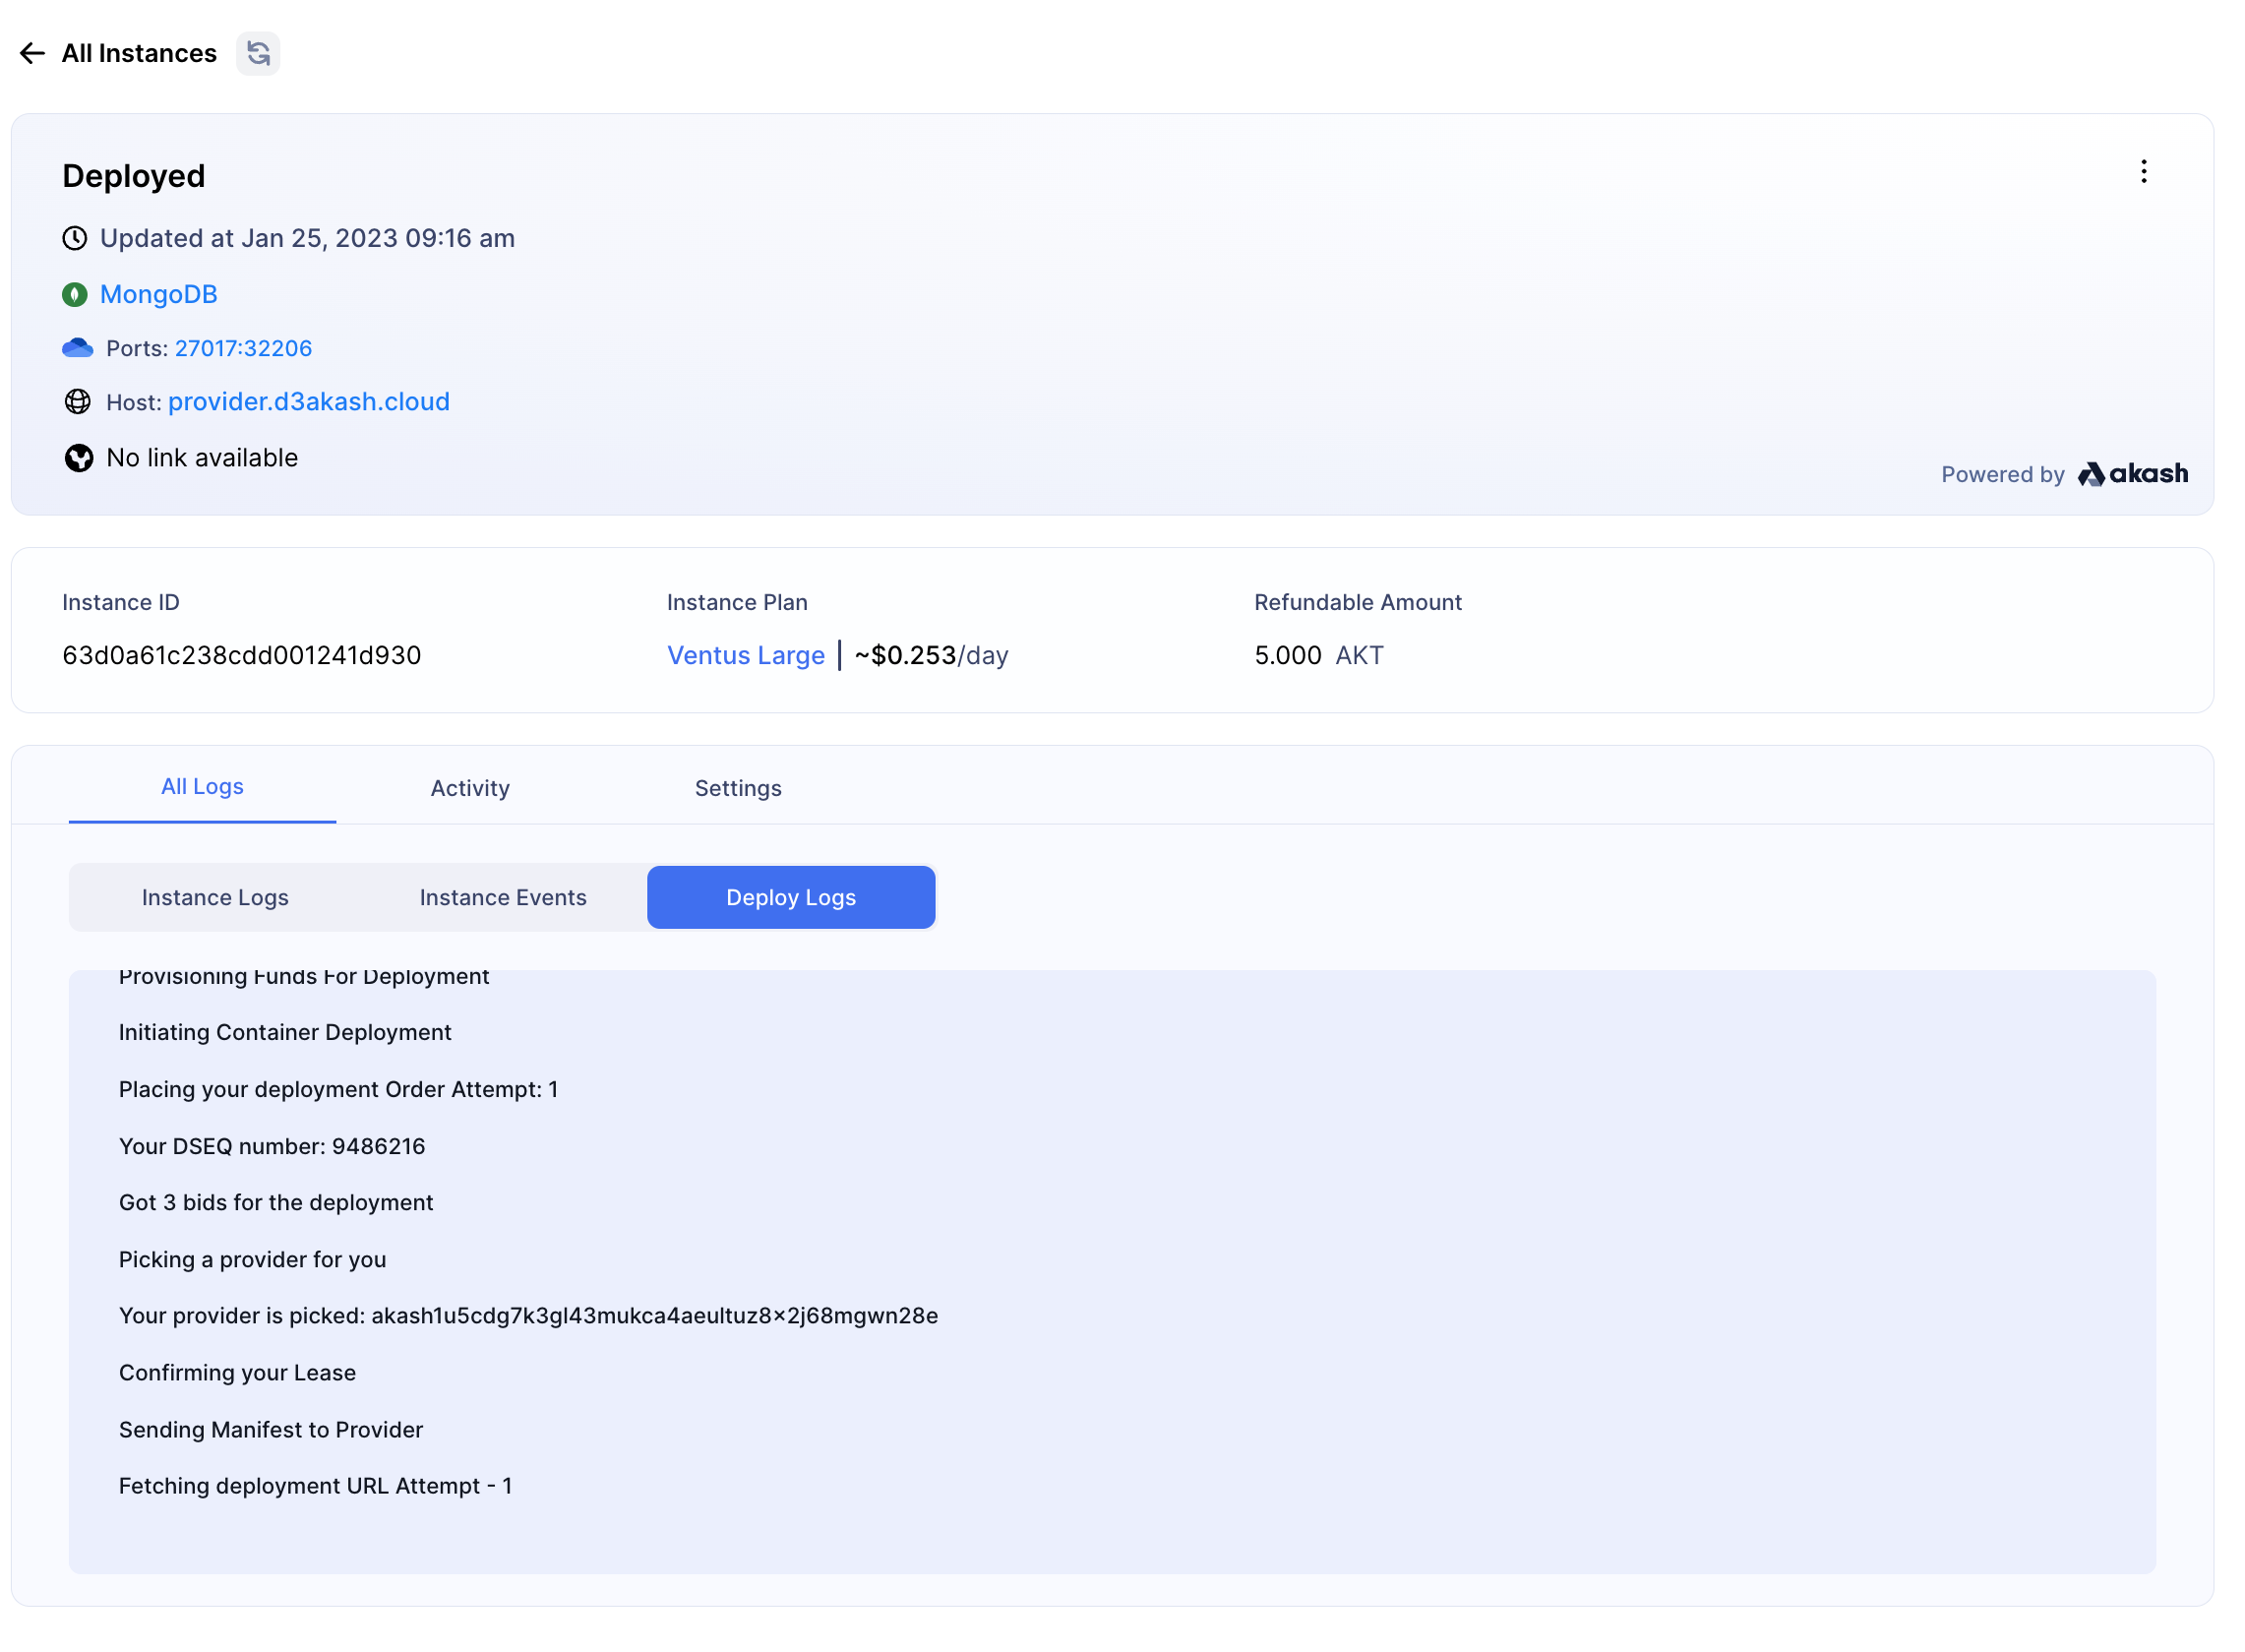 All Instances
Deployed
Updated at Jan 25, 2023 09:16 am
MongoDB
Ports: 27017:32206
Host: provider.d3akash.cloud
No link available
Powered by akash
Instance ID
Instance Plan
Refundable Amount
63d0a61c238cdd001241d930
Ventus Large | ~$0.253/day
5.000 AKT
All Logs
Activity
Settings
Instance Logs
Instance Events
Deploy Logs
Provisioning Funds For Deployment
Initiating Container Deployment
Placing your deployment Order Attempt: 1
Your DSEQ number: 9486216
Got 3 bids for the deployment
Picking a provider for you
Your provider is picked: akash1u5cdg7k3gl43mukca4aeultuz8×2j68mgwn28e
Confirming your Lease
Sending Manifest to Provider
Fetching deployment URL Attempt - 1